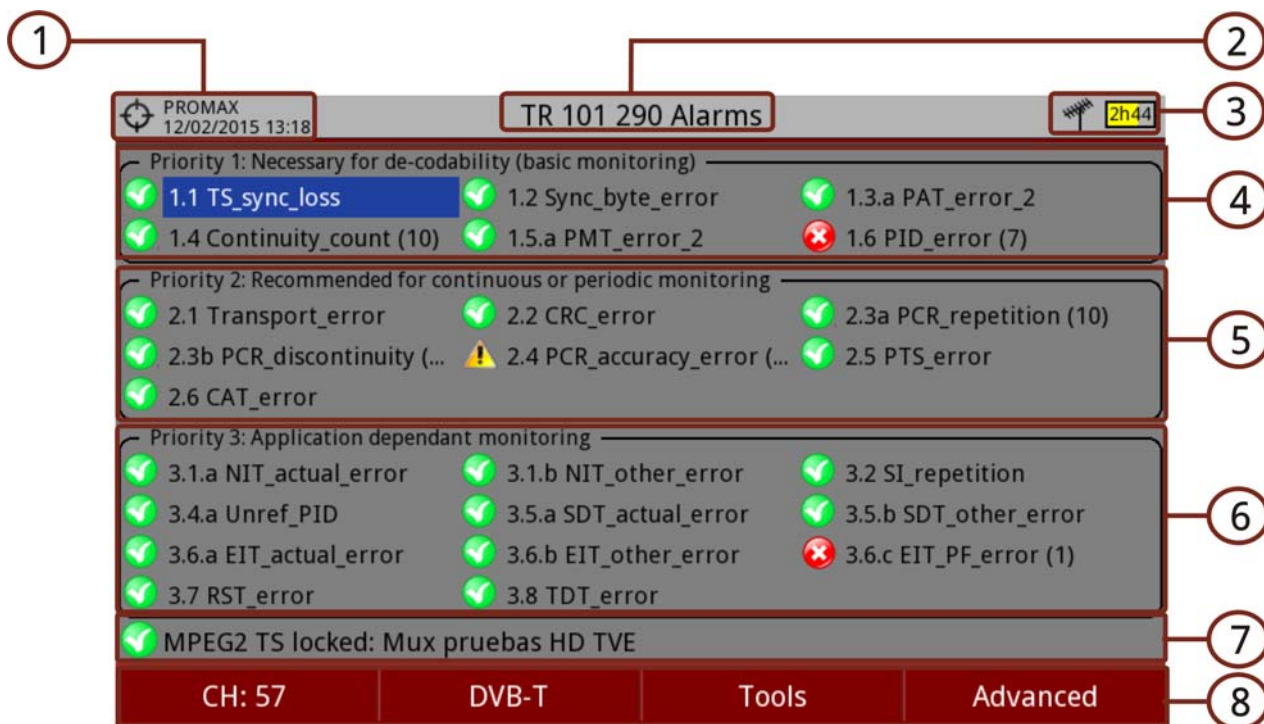 1
2
PROMAX
12/02/2015 13:18
TR 101 290 Alarms
2h44
3
Priority 1: Necessary for de-codability (basic monitoring)
1.1 TS_sync_loss 1.2 Sync_byte_error 1.3.a PAT_error_2
4
1.4 Continuity_count (10) 1.5.a PMT_error_2 1.6 PID_error (7)
Priority 2: Recommended for continuous or periodic monitoring
2.1 Transport_error 2.2 CRC_error 2.3a PCR_repetition (10)
5
2.3b PCR_discontinuity (... 2.4 PCR_accuracy_error (... 2.5 PTS_error
2.6 CAT_error
Priority 3: Application dependant monitoring
3.1.a NIT_actual_error 3.1.b NIT_other_error 3.2 SI_repetition
3.4.a Unref_PID 3.5.a SDT_actual_error 3.5.b SDT_other_error
6
3.6.a EIT_actual_error 3.6.b EIT_other_error 3.6.c EIT_PF_error (1)
3.7 RST_error 3.8 TDT_error
MPEG2 TS locked: Mux pruebas HD TVE
7
CH: 57 DVB-T Tools Advanced
8